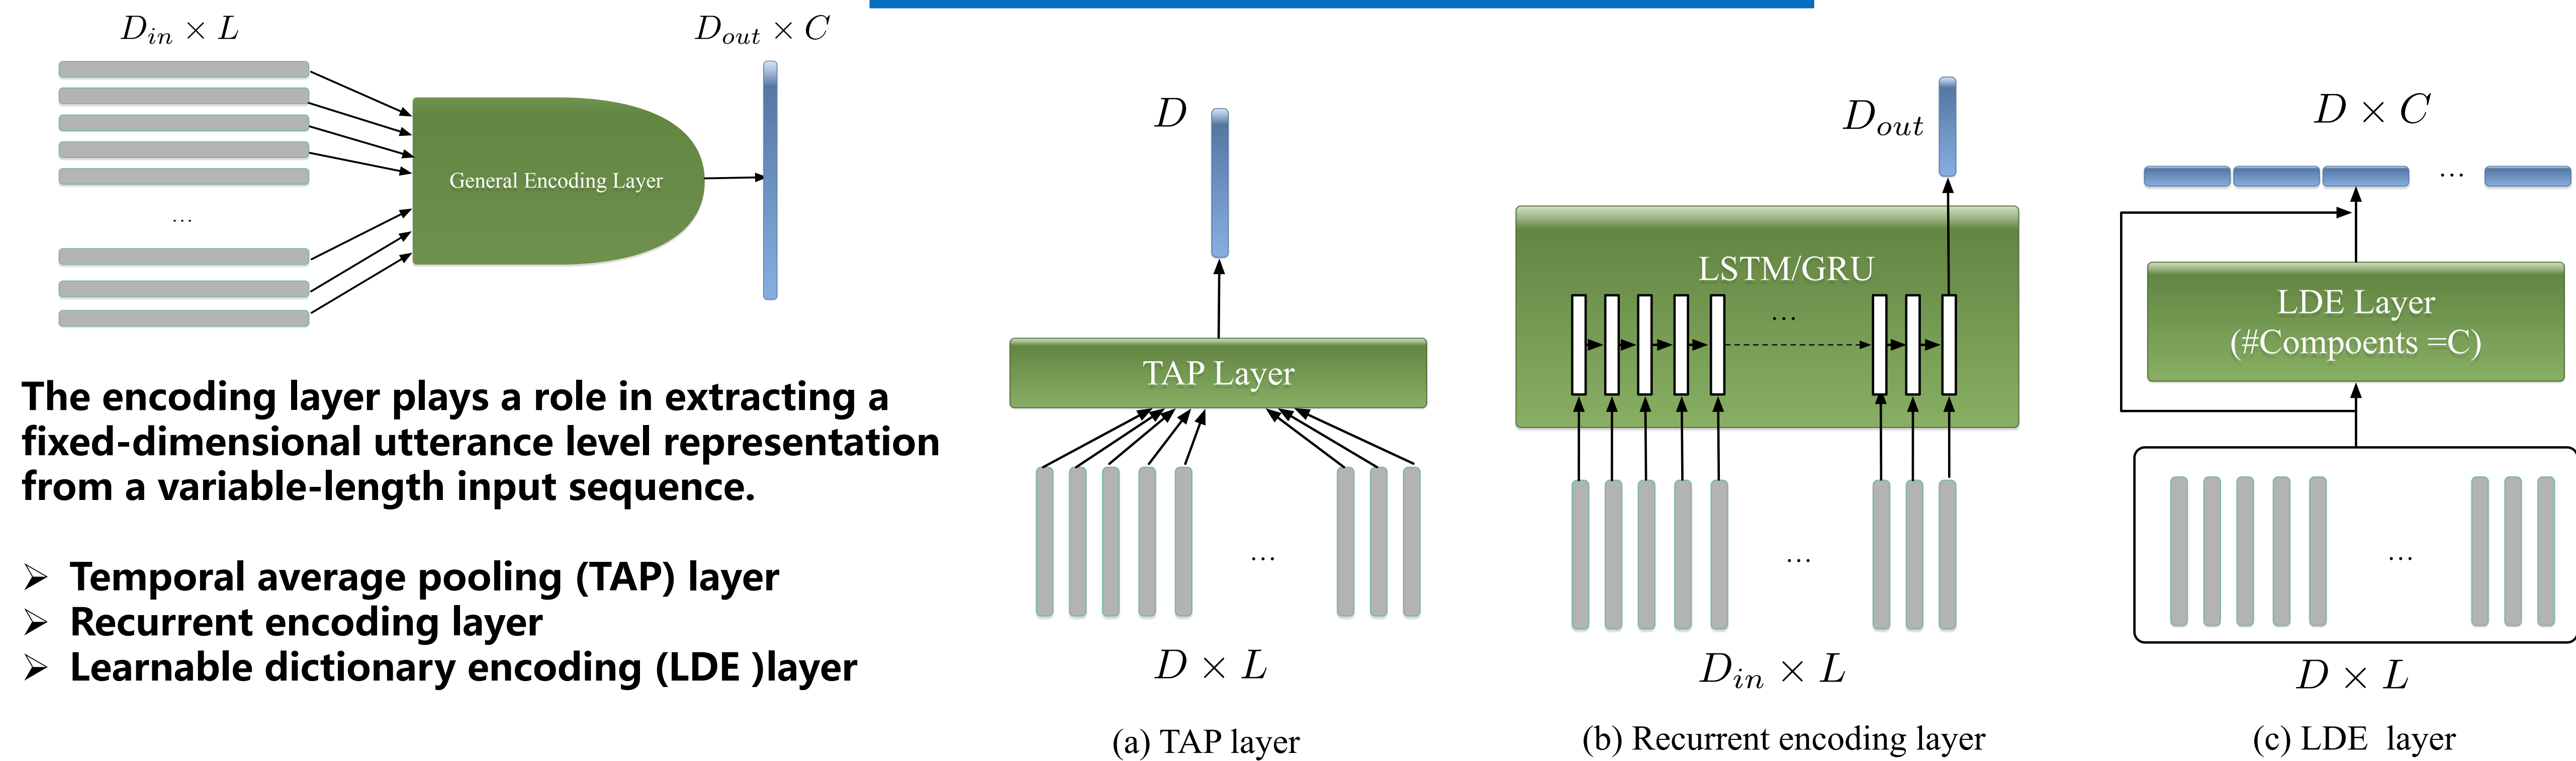 D_in × L
D_out × C
General Encoding Layer
...
The encoding layer plays a role in extracting a
fixed-dimensional utterance level representation
from a variable-length input sequence.
➢ Temporal average pooling (TAP) layer
➢ Recurrent encoding layer
➢ Learnable dictionary encoding (LDE )layer
D
TAP Layer
...
D × L
(a) TAP layer
D_out
LSTM/GRU
...
...
D_in × L
(b) Recurrent encoding layer
D × C
...
LDE Layer
(#Compoents =C)
...
D × L
(c) LDE layer